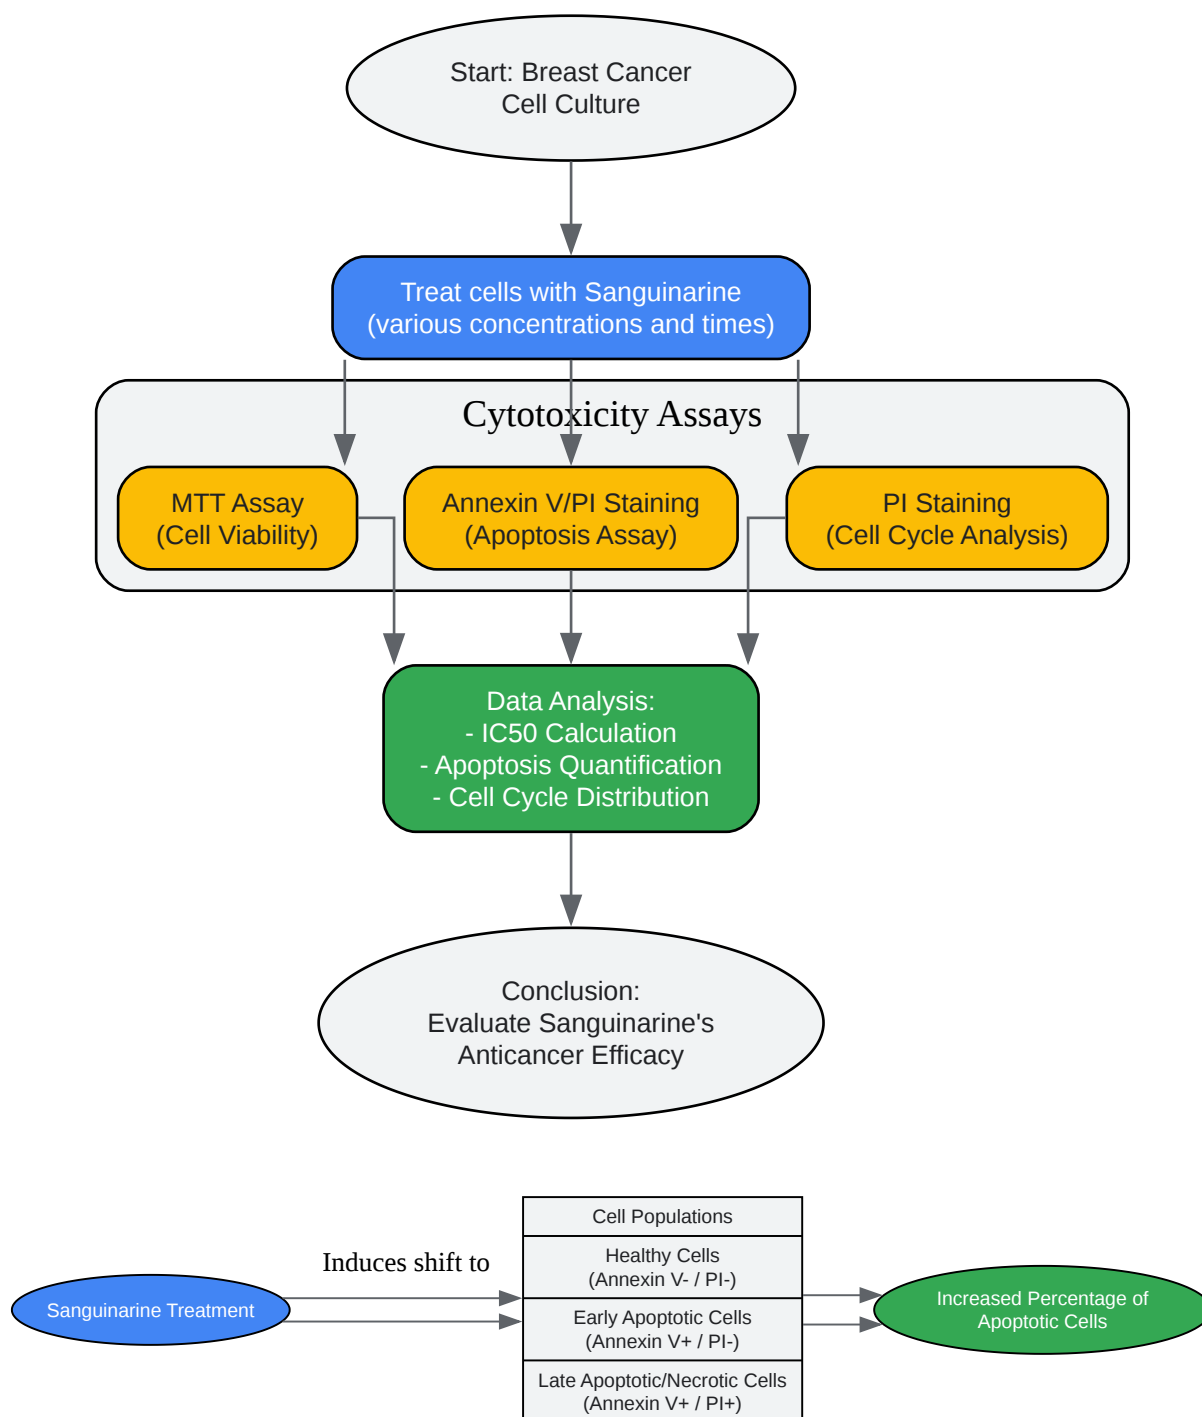 Start: Breast Cancer
Cell Culture
Treat cells with Sanguinarine
(various concentrations and times)
Cytotoxicity Assays
MTT Assay
(Cell Viability)
Annexin V/PI Staining
(Apoptosis Assay)
PI Staining
(Cell Cycle Analysis)
Data Analysis:
- IC50 Calculation
- Apoptosis Quantification
- Cell Cycle Distribution
Conclusion:
Evaluate Sanguinarine's
Anticancer Efficacy
Sanguinarine Treatment
Induces shift to
Cell Populations
Healthy Cells
(Annexin V- / PI-)
Early Apoptotic Cells
(Annexin V+ / PI-)
Late Apoptotic/Necrotic Cells
(Annexin V+ / PI+)
Increased Percentage of
Apoptotic Cells